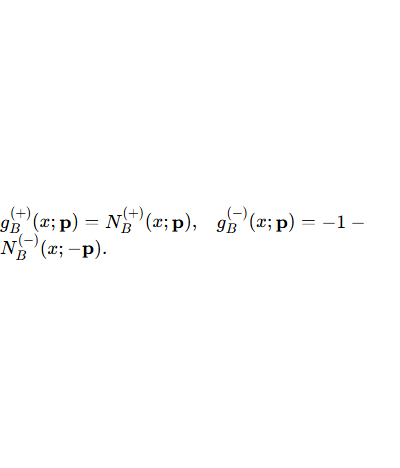 $g_B^{(+)}(x;\mathbf{p}) = N_B^{(+)}(x;\mathbf{p}), \quad g_B^{(-)}(x;\mathbf{p}) = -1 -$
$N_B^{(-)}(x;-\mathbf{p}).$